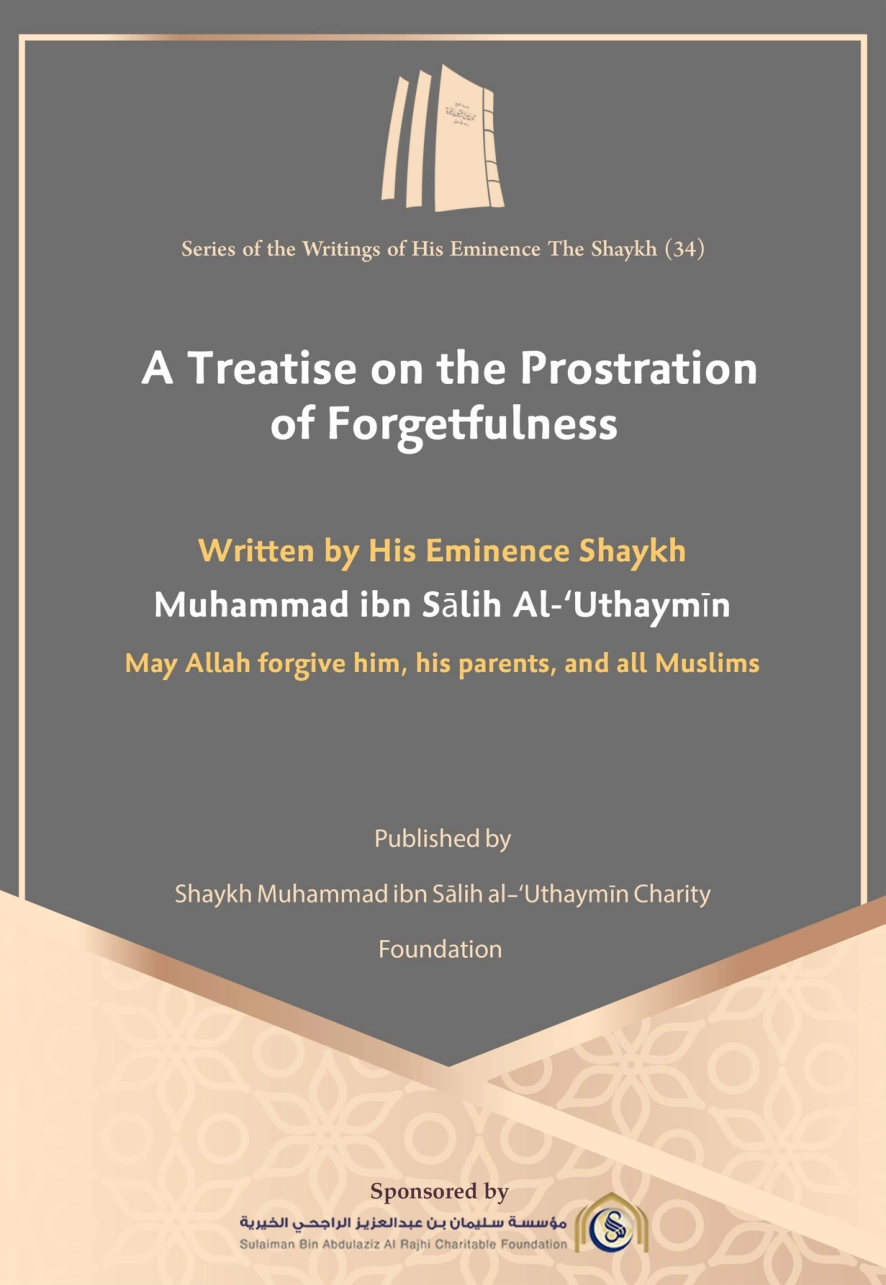 Series of the Writings of His Eminence The Shaykh (34)
A Treatise on the Prostration
of Forgetfulness
Written by His Eminence Shaykh
Muhammad ibn Sālih Al-‘Uthaymīn
May Allah forgive him, his parents, and all Muslims
Published by
Shaykh Muhammad ibn Sālih al–‘Uthaymīn Charity
Foundation
Sponsored by
مؤسسة سليمان بن عبدالعزيز الراجحي الخيرية
Sulaiman Bin Abdulaziz Al Rajhi Charitable Foundation